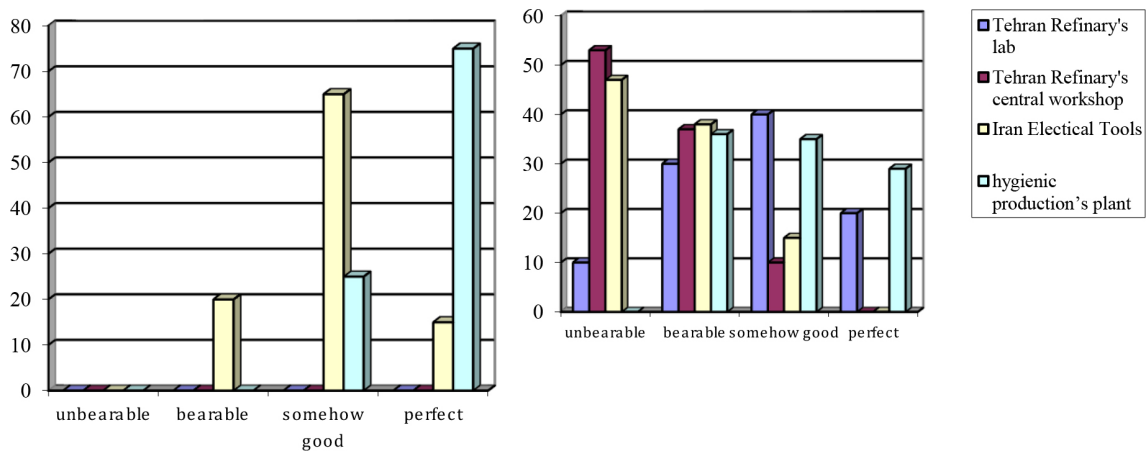 80
70
60
50
40
30
20
10
0
unbearable bearable somehow good perfect
60
50
40
30
20
10
0
unbearable bearable somehow good perfect
Tehran Refinary's
lab
Tehran Refinary's
central workshop
Iran Electical Tools
hygienic
production’s plant